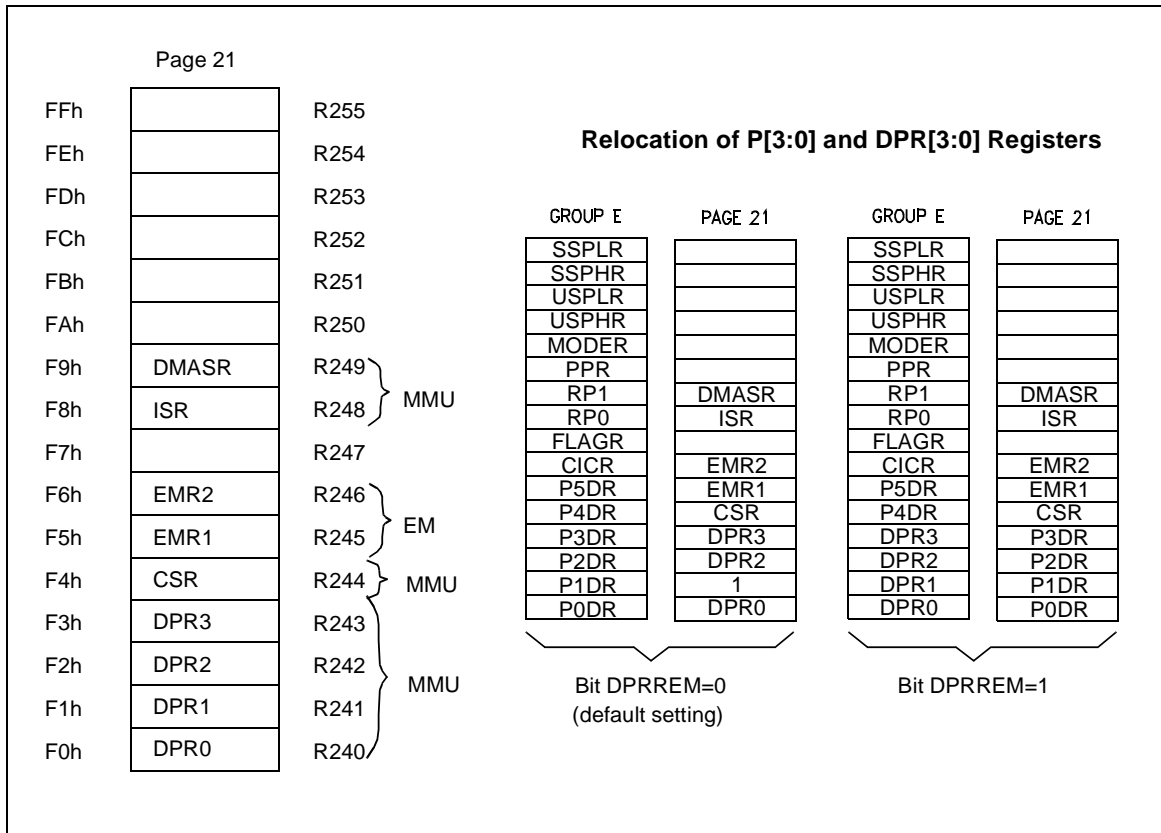 Page 21
FFh R255
FEh R254
FDh R253
FCh R252
FBh R251
FAh R250
F9h DMASR R249
F8h ISR R248
MMU
F7h R247
F6h EMR2 R246
F5h EMR1 R245
EM
F4h CSR R244 MMU
F3h DPR3 R243
F2h DPR2 R242
F1h DPR1 R241
F0h DPR0 R240
MMU
Relocation of P[3:0] and DPR[3:0] Registers
GROUP E PAGE 21 GROUP E PAGE 21
SSPLR SSPLR
SSPHR SSPHR
USPLR USPLR
USPHR USPHR
MODER MODER
PPR PPR
RP1 DMASR RP1 DMASR
RP0 ISR RP0 ISR
FLAGR FLAGR
CICR EMR2 CICR EMR2
P5DR EMR1 P5DR EMR1
P4DR CSR P4DR CSR
P3DR DPR3 DPR3 P3DR
P2DR DPR2 DPR2 P2DR
P1DR 1 DPR1 P1DR
P0DR DPR0 DPR0 P0DR
Bit DPRREM=0 Bit DPRREM=1
(default setting)